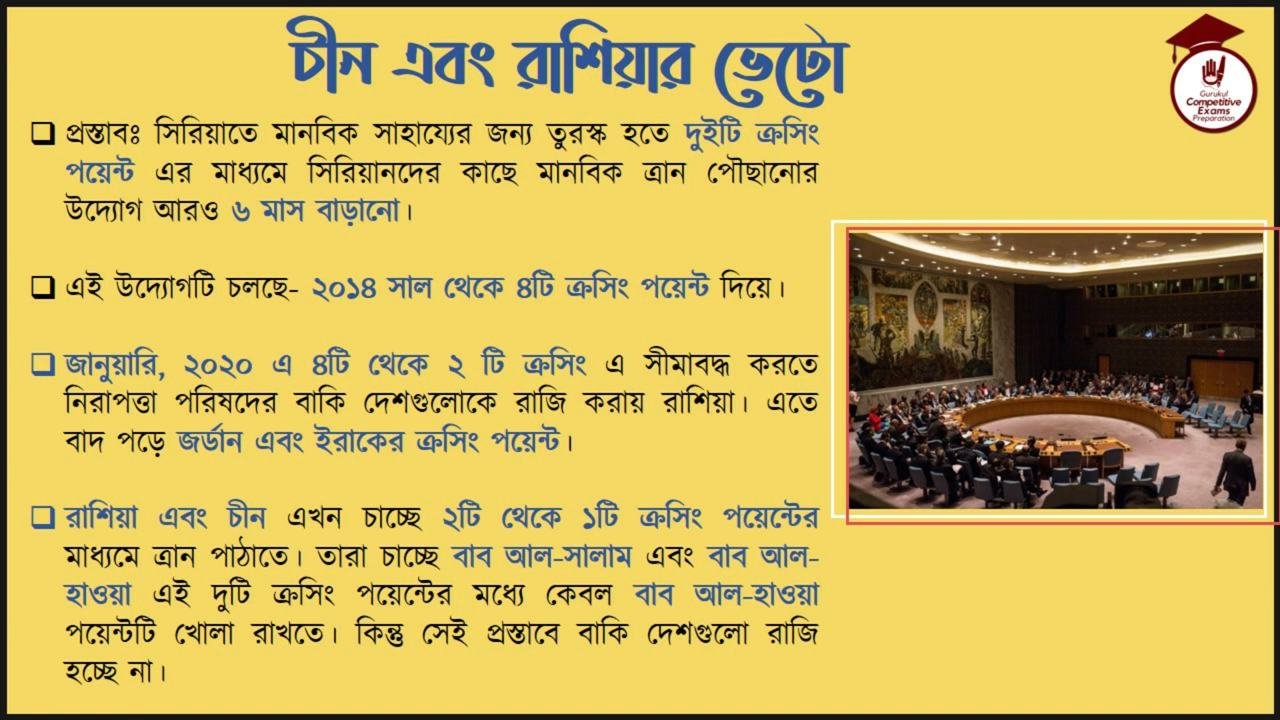 চীন এবং রাশিয়ার ভেটো
প্রস্তাবঃ সিরিয়াতে মানবিক সাহায্যের জন্য তুরস্ক হতে দুইটি ক্রসিং
পয়েন্ট এর মাধ্যমে সিরিয়ানদের কাছে মানবিক ত্রান পৌছানোর
উদ্যোগ আরও ৬ মাস বাড়ানো।
এই উদ্যোগটি চলছে- ২০১৪ সাল থেকে ৪টি ক্রসিং পয়েন্ট দিয়ে।
জানুয়ারি, ২০২০ এ ৪টি থেকে ২ টি ক্রসিং এ সীমাবদ্ধ করতে
নিরাপত্তা পরিষদের বাকি দেশগুলোকে রাজি করায় রাশিয়া। এতে
বাদ পড়ে জর্ডান এবং ইরাকের ক্রসিং পয়েন্ট।
রাশিয়া এবং চীন এখন চাচ্ছে ২টি থেকে ১টি ক্রসিং পয়েন্টের
মাধ্যমে ত্রান পাঠাতে। তারা চাচ্ছে বাব আল-সালাম এবং বাব আল-
হাওয়া এই দুটি ক্রসিং পয়েন্টের মধ্যে কেবল বাব আল-হাওয়া
পয়েন্টটি খোলা রাখতে। কিন্তু সেই প্রস্তাবে বাকি দেশগুলো রাজি
হচ্ছে না।
Gurukul
Competitive
Exams
Preparation